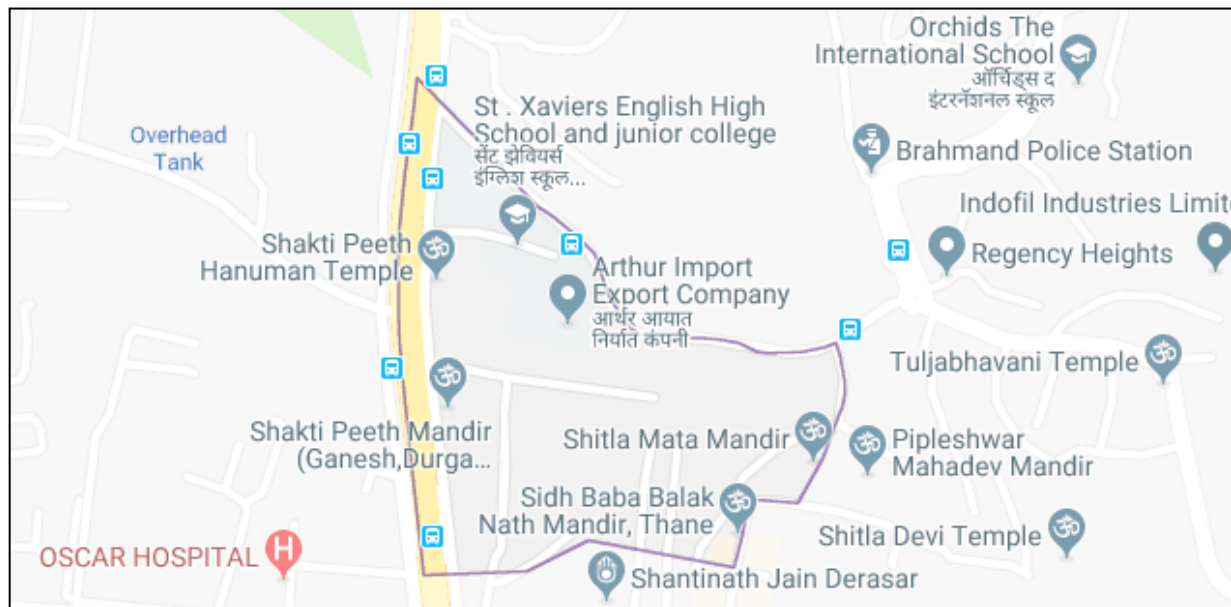 Orchids The
International School
ऑर्चिड्स द
इंटरनॅशनल स्कूल
St . Xaviers English High
School and junior college
सेंट झेवियर्स
इंग्लिश स्कूल...
Overhead
Tank
Brahmand Police Station
Indofil Industries Limit
Shakti Peeth
Hanuman Temple
Regency Heights
Arthur Import
Export Company
आर्थर आयात
निर्यात कंपनी
Tuljabhavani Temple
Shakti Peeth Mandir
(Ganesh,Durga...
Shitla Mata Mandir
Pipleshwar
Mahadev Mandir
Sidh Baba Balak
Nath Mandir, Thane
Shitla Devi Temple
OSCAR HOSPITAL
H
Shantinath Jain Derasar